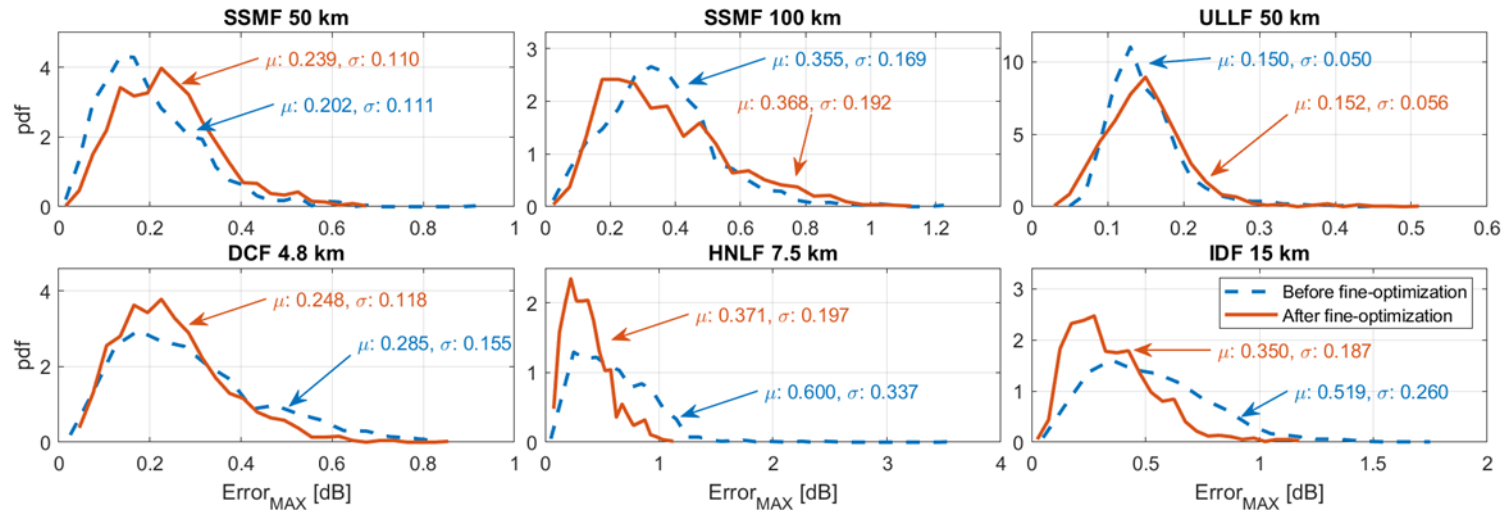 SSMF 50 km
pdf
4
2
0
0
0.2
0.4
0.6
0.8
1
μ: 0.239, σ: 0.110
μ: 0.202, σ: 0.111
SSMF 100 km
3
2
1
0
0
0.2
0.4
0.6
0.8
1
1.2
μ: 0.355, σ: 0.169
μ: 0.368, σ: 0.192
ULLF 50 km
10
5
0
0
0.1
0.2
0.3
0.4
0.5
0.6
μ: 0.150, σ: 0.050
μ: 0.152, σ: 0.056
DCF 4.8 km
pdf
4
2
0
0
0.2
0.4
0.6
0.8
1
μ: 0.248, σ: 0.118
μ: 0.285, σ: 0.155
Error_MAX [dB]
HNLF 7.5 km
2
1
0
0
1
2
3
4
μ: 0.371, σ: 0.197
μ: 0.600, σ: 0.337
Error_MAX [dB]
IDF 15 km
3
2
1
0
0
0.5
1
1.5
2
Before fine-optimization
After fine-optimization
μ: 0.350, σ: 0.187
μ: 0.519, σ: 0.260
Error_MAX [dB]